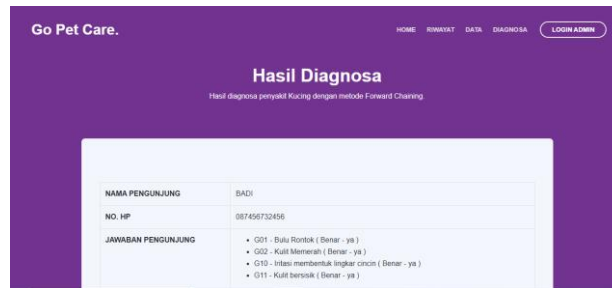 Go Pet Care.
HOME RIWAYAT DATA DIAGNOSA LOGIN ADMIN
Hasil Diagnosa
Hasil diagnosa penyakit Kucing dengan metode Forward Chaining.
NAMA PENGUNJUNG BADI
NO. HP 087456732456
JAWABAN PENGUNJUNG • G01 - Bulu Rontok ( Benar - ya )
• G02 - Kulit Memerah ( Benar - ya )
• G10 - Iritasi membentuk lingkar cincin ( Benar - ya )
• G11 - Kulit bersisik ( Benar - ya )